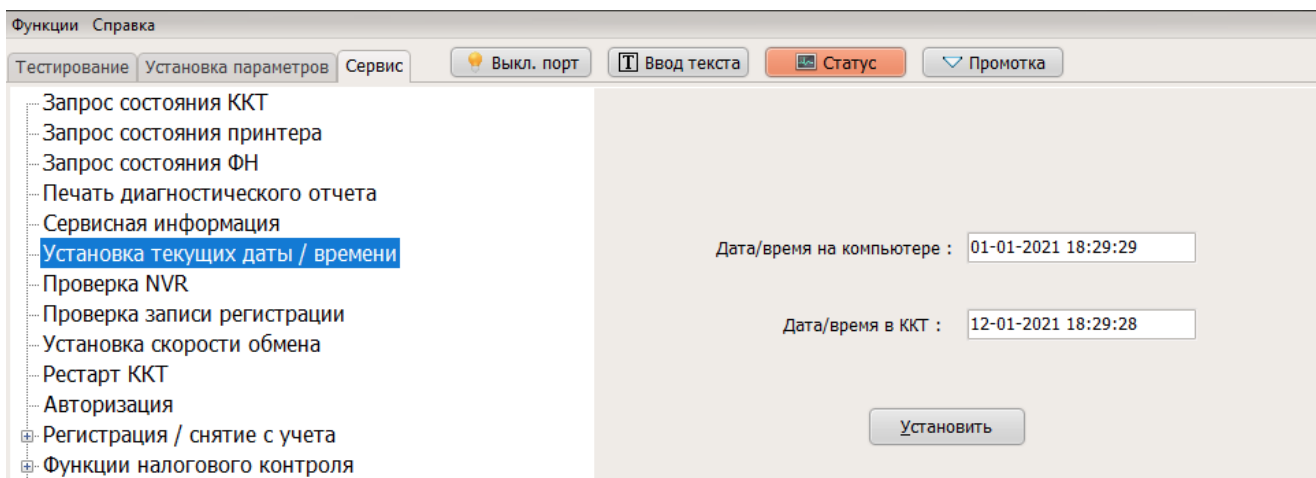 Функции Справка
Тестирование Установка параметров Сервис Выкл. порт Ввод текста Статус Промотка
Запрос состояния ККТ
Запрос состояния принтера
Запрос состояния ФН
Печать диагностического отчета
Сервисная информация
Установка текущих даты / времени
Проверка NVR
Проверка записи регистрации
Установка скорости обмена
Рестарт ККТ
Авторизация
Регистрация / снятие с учета
Функции налогового контроля
Дата/время на компьютере : 01-01-2021 18:29:29
Дата/время в ККТ : 12-01-2021 18:29:28
Установить